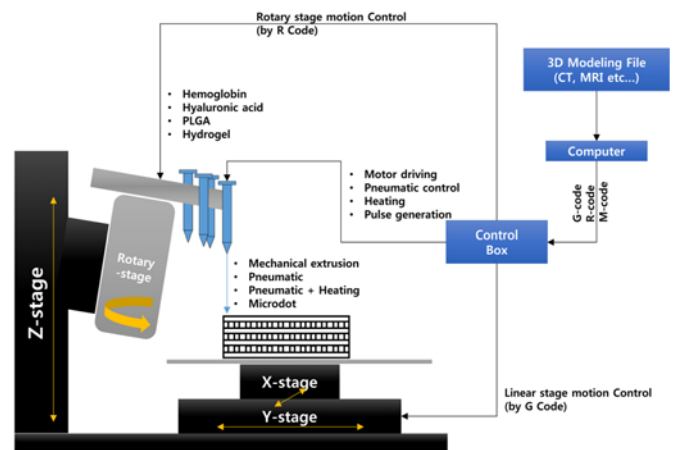 Rotary stage motion Control
(by R Code)
3D Modeling File
(CT, MRI etc...)
• Hemoglobin
• Hyaluronic acid
• PLGA
• Hydrogel
Computer
• Motor driving
• Pneumatic control
• Heating
• Pulse generation
G-code
R-code
M-code
Control
Box
Z-stage
Rotary
-stage
• Mechanical extrusion
• Pneumatic
• Pneumatic + Heating
• Microdot
X-stage
Y-stage
Linear stage motion Control
(by G Code)